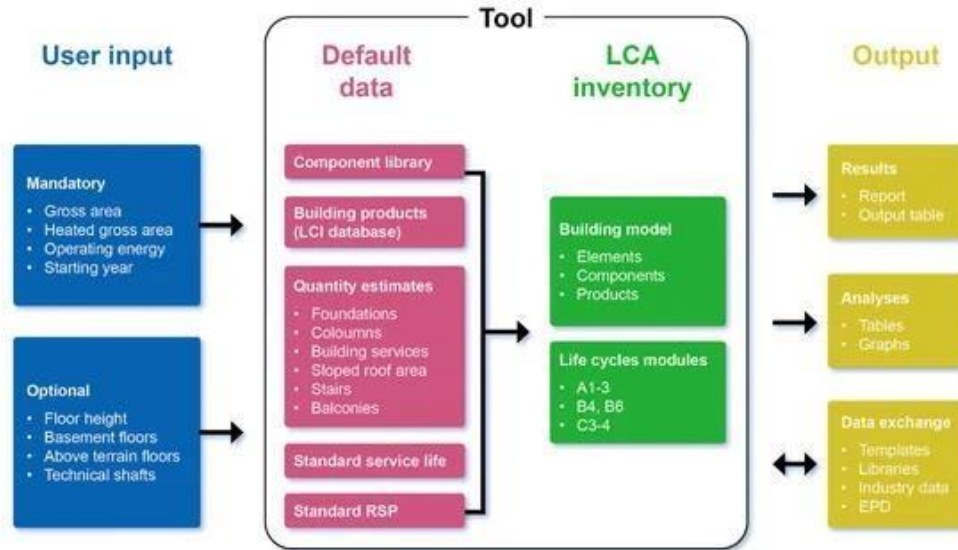 Tool
User input
Default
data
LCA
inventory
Output
Mandatory
• Gross area
• Heated gross area
• Operating energy
• Starting year
Optional
• Floor height
• Basement floors
• Above terrain floors
• Technical shafts
Component library
Building products
(LCI database)
Quantity estimates
• Foundations
• Coloumns
• Building services
• Sloped roof area
• Stairs
• Balconies
Standard service life
Standard RSP
Building model
• Elements
• Components
• Products
Life cycles modules
• A1-3
• B4, B6
• C3-4
Results
• Report
• Output table
Analyses
• Tables
• Graphs
Data exchange
• Templates
• Libraries
• Industry data
• EPD